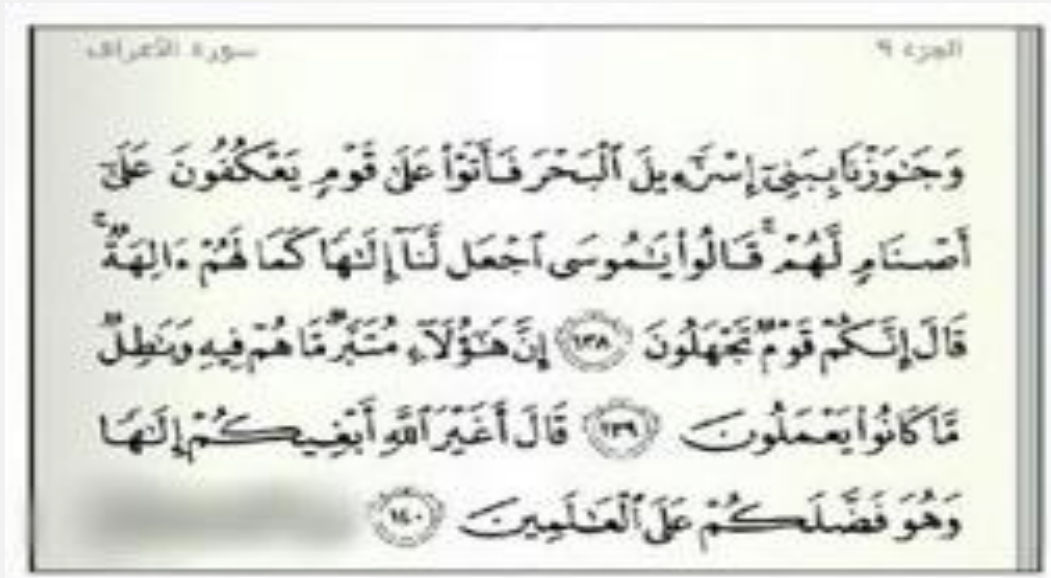 الجزء ٩ سورة الأعراف
وَجَٰوَزْنَا بِبَنِىٓ إِسْرَٰٓءِيلَ ٱلْبَحْرَ فَأَتَوْا۟ عَلَىٰ قَوْمٍ يَعْكُفُونَ عَلَىٰٓ
أَصْنَامٍ لَّهُمْ ۚ قَالُوا۟ يَٰمُوسَى ٱجْعَل لَّنَآ إِلَٰهًا كَمَا لَهُمْ ءَالِهَةٌ ۚ
قَالَ إِنَّكُمْ قَوْمٌ تَجْهَلُونَ ١٣٨ إِنَّ هَٰٓؤُلَآءِ مُتَبَّرٌ مَّا هُمْ فِيهِ وَبَٰطِلٌ
مَّا كَانُوا۟ يَعْمَلُونَ ١٣٩ قَالَ أَغَيْرَ ٱللَّهِ أَبْغِيكُمْ إِلَٰهًا
وَهُوَ فَضَّلَكُمْ عَلَى ٱلْعَٰلَمِينَ ١٤٠